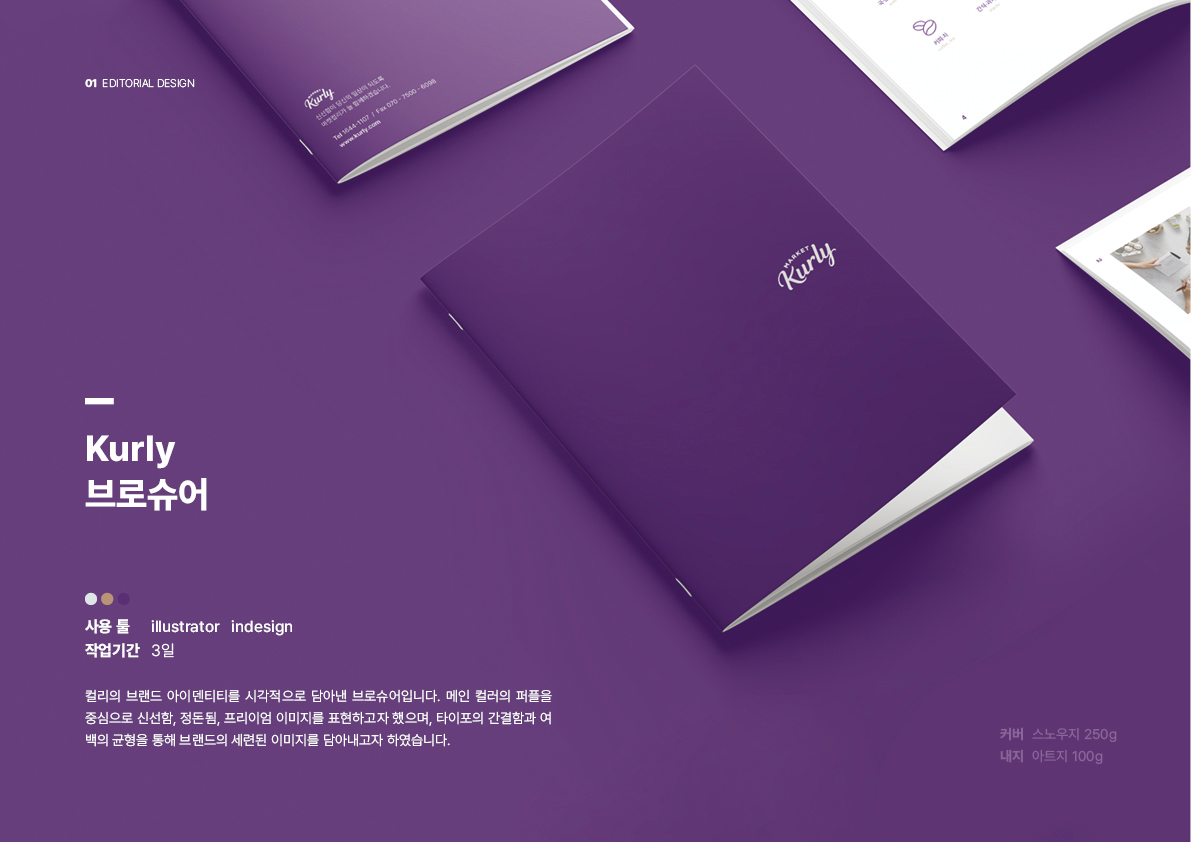 01 EDITORIAL DESIGN
MARKET
Kurly
신선함이 당신의 일상이 되도록
마켓컬리가 늘 함께하겠습니다.
Tel 1644-1107 / Fax 070 - 7500 - 6098
www.kurly.com
커피 차
4
MARKET
Kurly
Kurly
브로슈어
사용 툴 illustrator indesign
작업기간 3일
컬리의 브랜드 아이덴티티를 시각적으로 담아낸 브로슈어입니다. 메인 컬러의 퍼플을
중심으로 신선함, 정돈됨, 프리이엄 이미지를 표현하고자 했으며, 타이포의 간결함과 여
백의 균형을 통해 브랜드의 세련된 이미지를 담아내고자 하였습니다.
커버 스노우지 250g
내지 아트지 100g